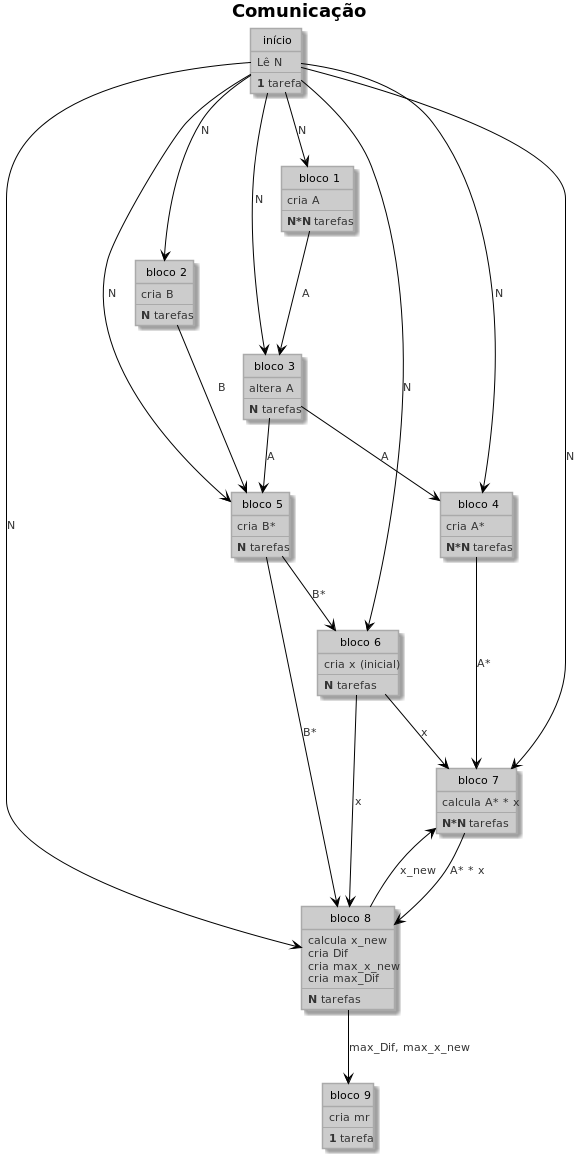 Comunicação
início
Lê N
1 tarefa
N
N
N
bloco 1
cria A
N*N tarefas
bloco 2
cria B
N tarefas
N
A
N
bloco 3
altera A
N tarefas
B
N
A
A
N
bloco 5
cria B*
N tarefas
bloco 4
cria A*
N*N tarefas
N
B*
bloco 6
cria x (inicial)
N tarefas
A*
B*
x
bloco 7
calcula A* * x
N*N tarefas
x
x_new
A* * x
bloco 8
calcula x_new
cria Dif
cria max_x_new
cria max_Dif
N tarefas
max_Dif, max_x_new
bloco 9
cria mr
1 tarefa